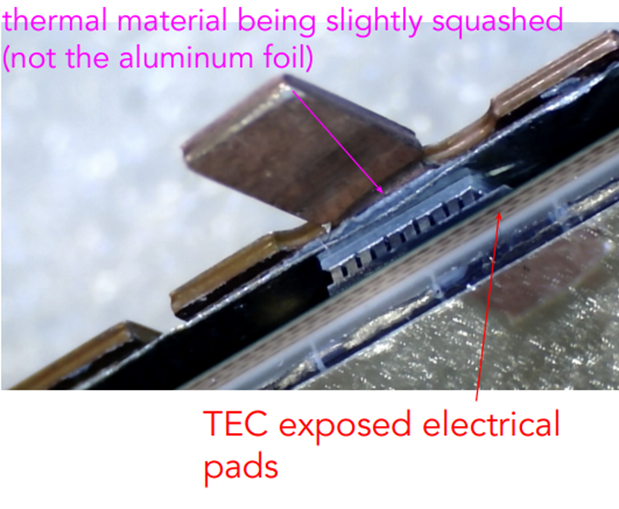 thermal material being slightly squashed
(not the aluminum foil)
TEC exposed electrical
pads